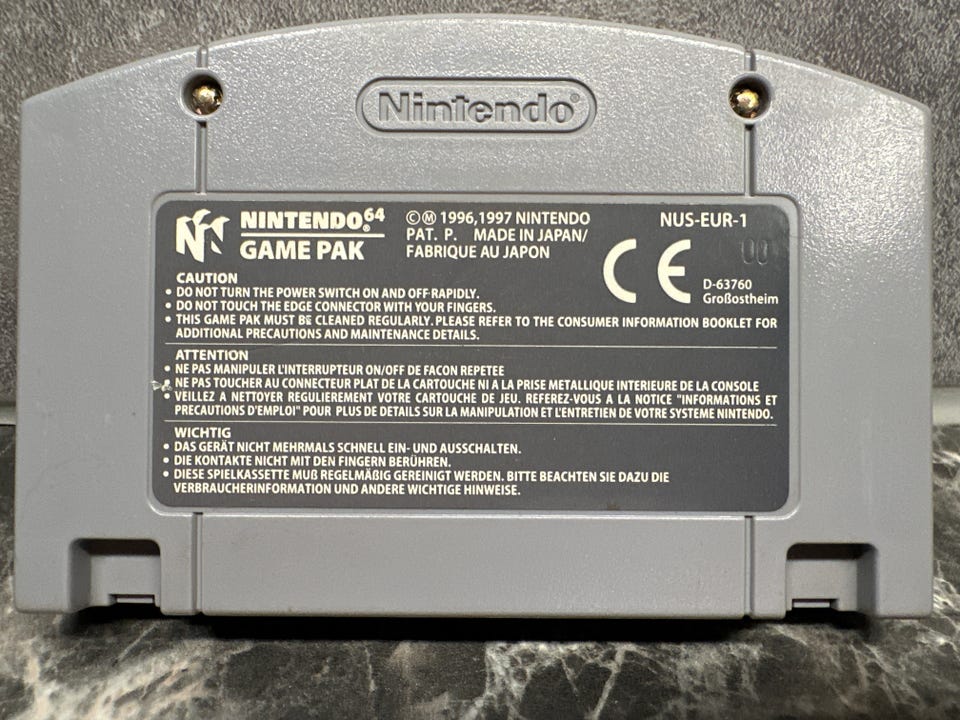 Nintendo®
NINTENDO®64
GAME PAK
©Ⓜ 1996,1997 NINTENDO
PAT. P. MADE IN JAPAN/
FABRIQUE AU JAPON
NUS-EUR-1
CE
00
D-63760
Großostheim
CAUTION
• DO NOT TURN THE POWER SWITCH ON AND OFF RAPIDLY.
• DO NOT TOUCH THE EDGE CONNECTOR WITH YOUR FINGERS.
• THIS GAME PAK MUST BE CLEANED REGULARLY. PLEASE REFER TO THE CONSUMER INFORMATION BOOKLET FOR
ADDITIONAL PRECAUTIONS AND MAINTENANCE DETAILS.
ATTENTION
• NE PAS MANIPULER L'INTERRUPTEUR ON/OFF DE FACON REPETEE
• NE PAS TOUCHER AU CONNECTEUR PLAT DE LA CARTOUCHE NI A LA PRISE METALLIQUE INTERIEURE DE LA CONSOLE
• VEILLEZ A NETTOYER REGULIEREMENT VOTRE CARTOUCHE DE JEU. REFEREZ-VOUS A LA NOTICE "INFORMATIONS ET
PRECAUTIONS D'EMPLOI" POUR PLUS DE DETAILS SUR LA MANIPULATION ET L'ENTRETIEN DE VOTRE SYSTEME NINTENDO.
WICHTIG
• DAS GERÄT NICHT MEHRMALS SCHNELL EIN- UND AUSSCHALTEN.
• DIE KONTAKTE NICHT MIT DEN FINGERN BERÜHREN.
• DIESE SPIELKASSETTE MUß REGELMÄßIG GEREINIGT WERDEN. BITTE BEACHTEN SIE DAZU DIE
VERBRAUCHERINFORMATION UND ANDERE WICHTIGE HINWEISE.